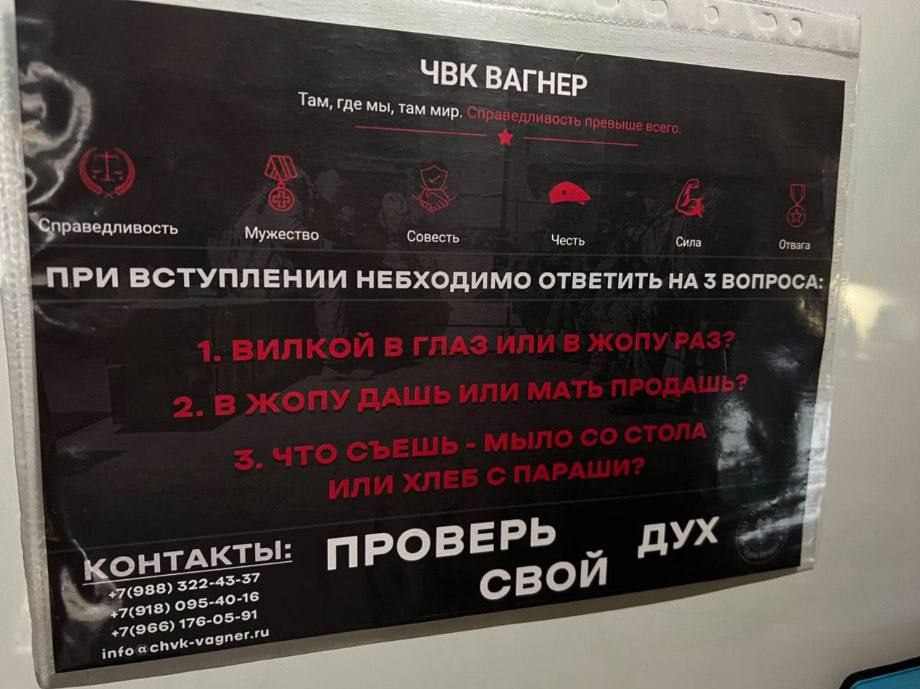 ЧВК ВАГНЕР
Там, где мы, там мир. Справедливость превыше всего.
Справедливость
Мужество
Совесть
Честь
Сила
Отвага
ПРИ ВСТУПЛЕНИИ НЕБХОДИМО ОТВЕТИТЬ НА 3 ВОПРОСА:
1. ВИЛКОЙ В ГЛАЗ ИЛИ В ЖОПУ РАЗ?
2. В ЖОПУ ДАШЬ ИЛИ МАТЬ ПРОДАШЬ?
3. ЧТО СЪЕШЬ - МЫЛО СО СТОЛА
ИЛИ ХЛЕБ С ПАРАШИ?
КОНТАКТЫ:
+7(988) 322-43-37
+7(918) 095-40-16
+7(966) 176-05-91
info@chvk-vagner.ru
ПРОВЕРЬ
СВОЙ
ДУХ